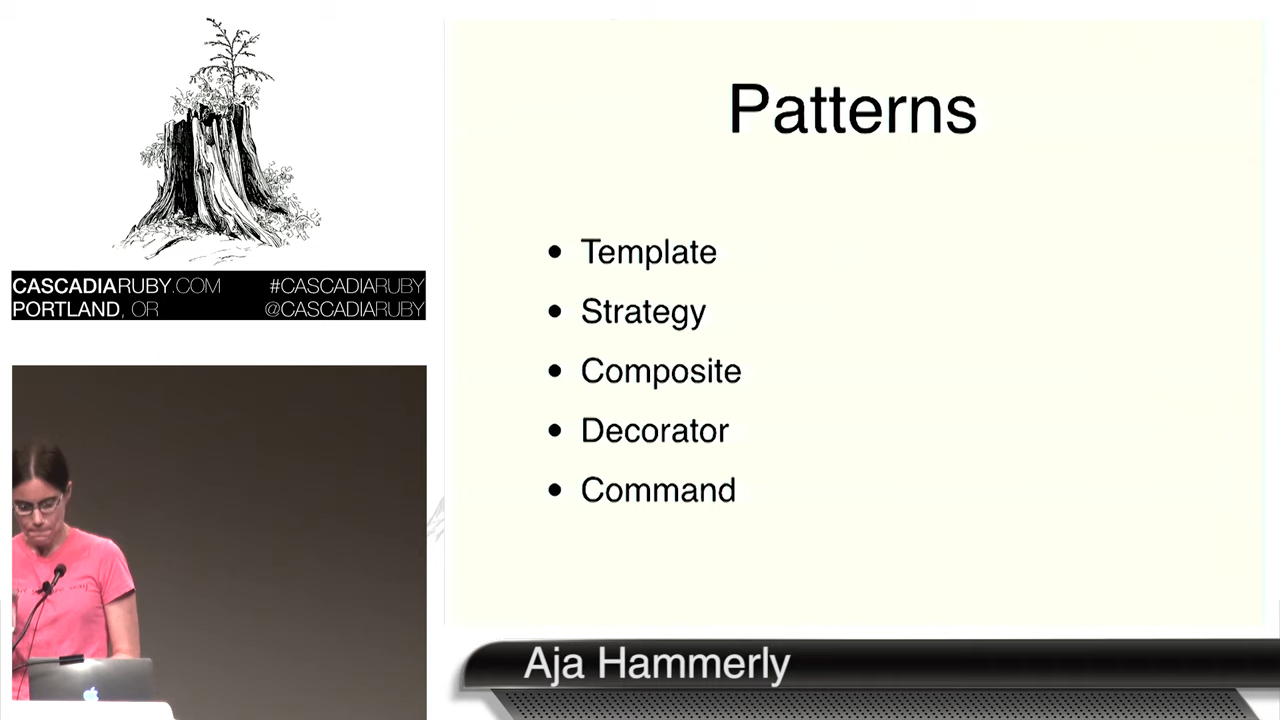 CASCADIARUBY.COM #CASCADIARUBY
PORTLAND, OR @CASCADIARUBY
Patterns
• Template
• Strategy
• Composite
• Decorator
• Command
Aja Hammerly